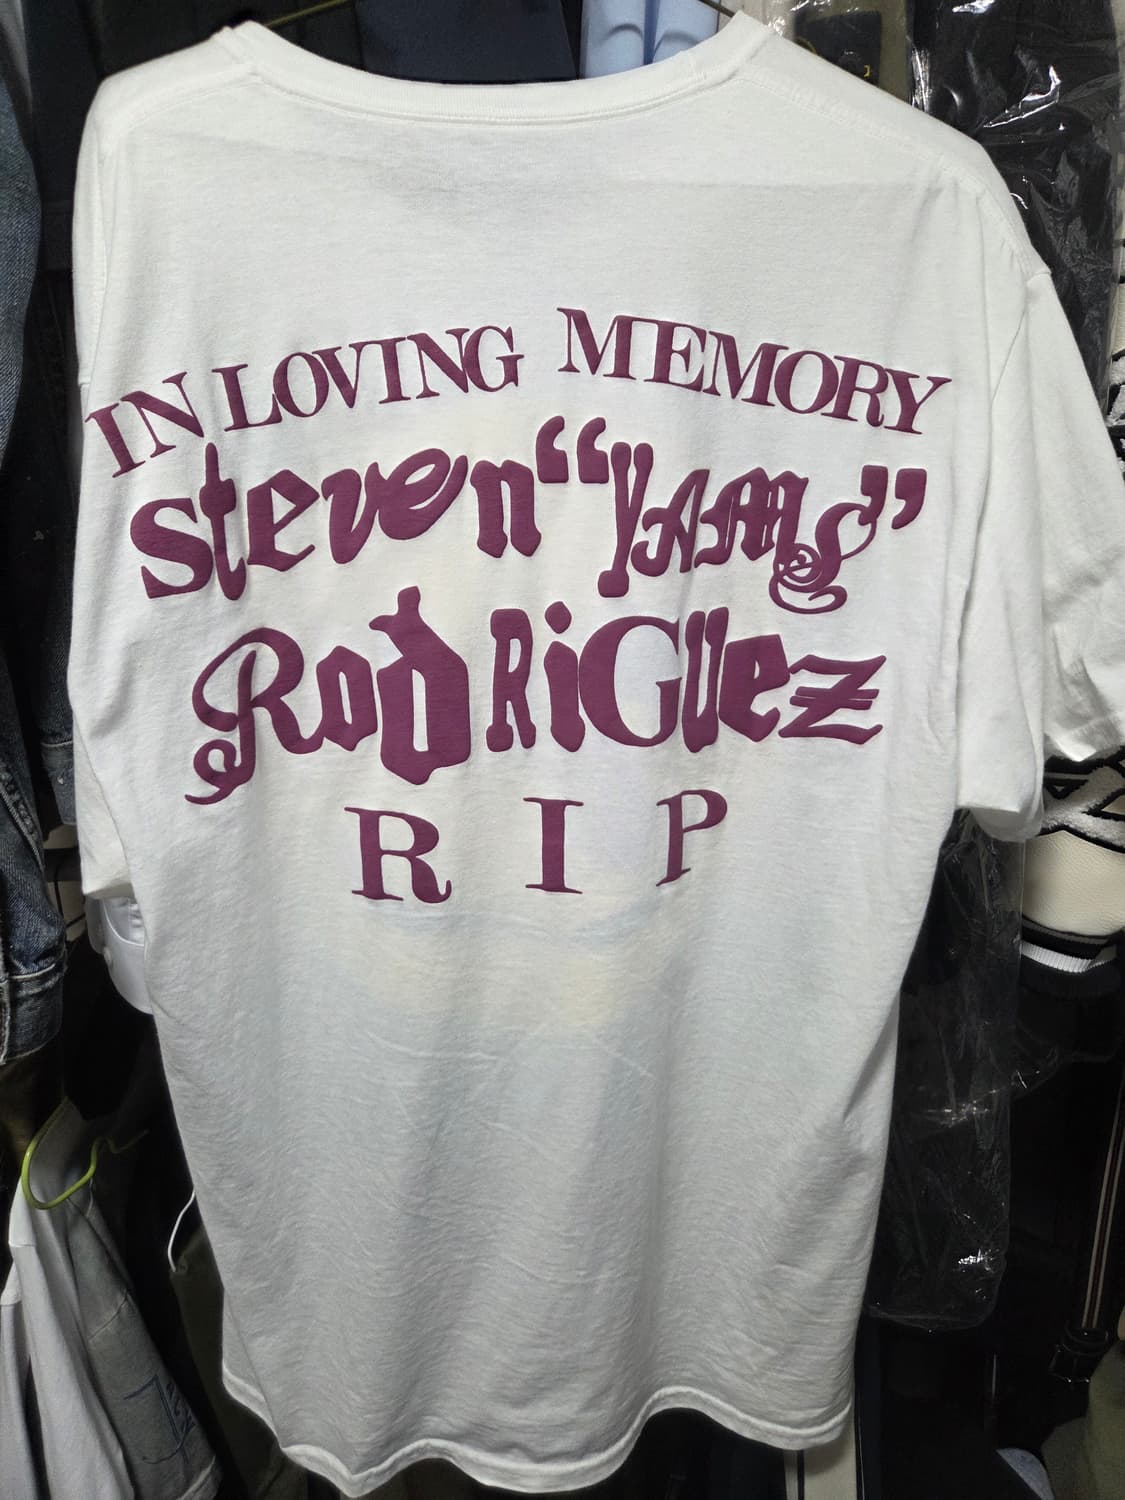 IN LOVING MEMORY
Steven “YAMS”
RodRiGUez
R I P